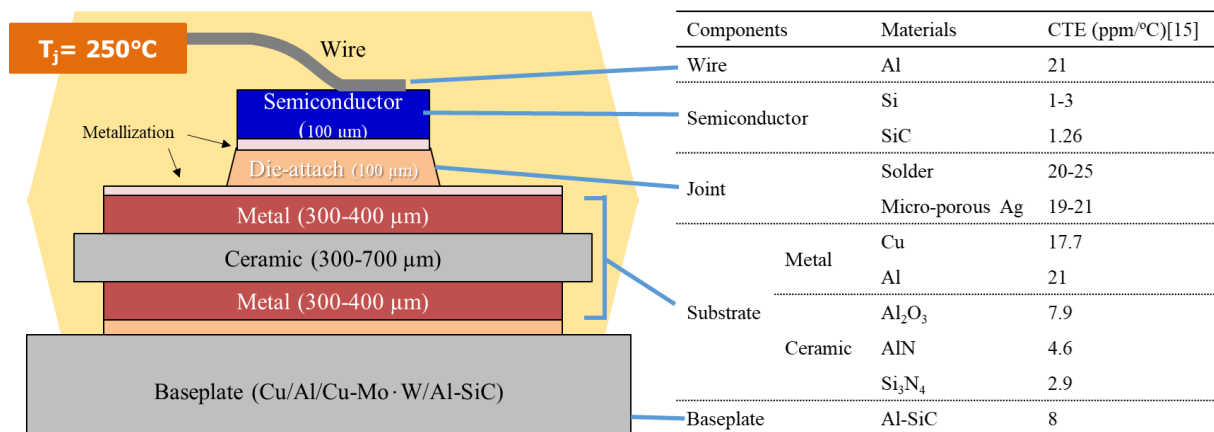 Tj= 250°C
Wire
Semiconductor
(100 µm)
Metallization
Die-attach (100 µm)
Metal (300-400 µm)
Ceramic (300-700 µm)
Metal (300-400 µm)
Baseplate (Cu/Al/Cu-Mo·W/Al-SiC)
Components Materials CTE (ppm/ºC)[15]
Wire Al 21
Semiconductor
Si 1-3
SiC 1.26
Joint
Solder 20-25
Micro-porous Ag 19-21
Substrate
Metal
Cu 17.7
Al 21
Ceramic
Al₂O₃ 7.9
AlN 4.6
Si₃N₄ 2.9
Baseplate Al-SiC 8